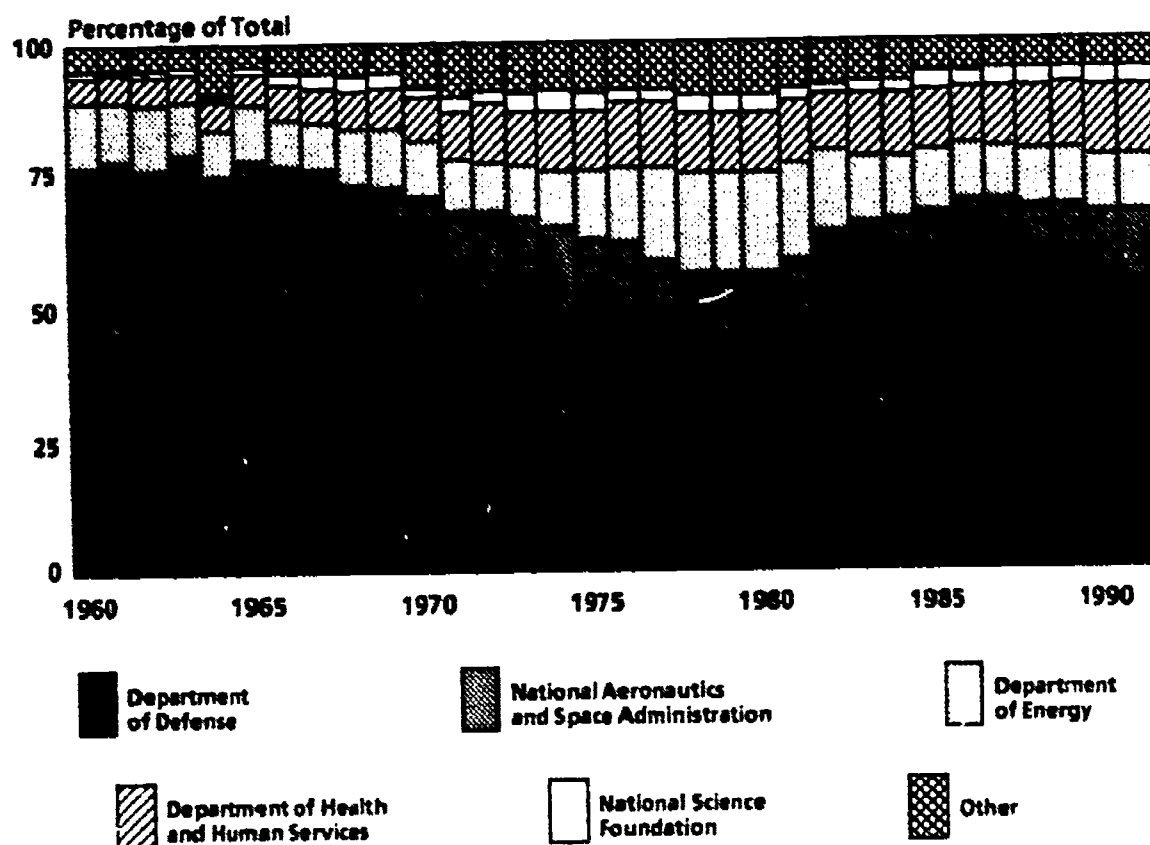 Percentage of Total
100
75
50
25
0
1960 1965 1970 1975 1980 1985 1990
Department
of Defense
National Aeronautics
and Space Administration
Department
of Energy
Department of Health
and Human Services
National Science
Foundation
Other